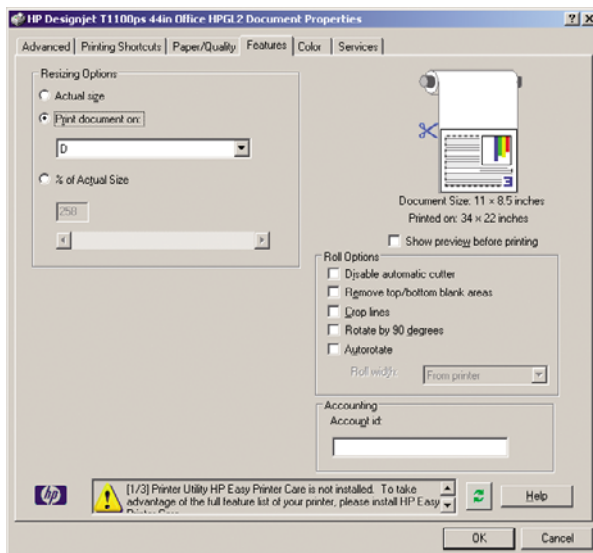 HP Designjet T1100ps 44in Office HPGL2 Document Properties
Advanced Printing Shortcuts Paper/Quality Features Color Services
Resizing Options
Actual size
Print document on:
D
% of Actual Size
258
Document Size: 11 × 8.5 inches
Printed on: 34 × 22 inches
Show preview before printing
Roll Options
Disable automatic cutter
Remove top/bottom blank areas
Crop lines
Rotate by 90 degrees
Autorotate
Roll width: From printer
Accounting
Account id:
[1/3] Printer Utility HP Easy Printer Care is not installed. To take
advantage of the full feature list of your printer, please install HP Easy
Printer Care
hp
Help
OK Cancel